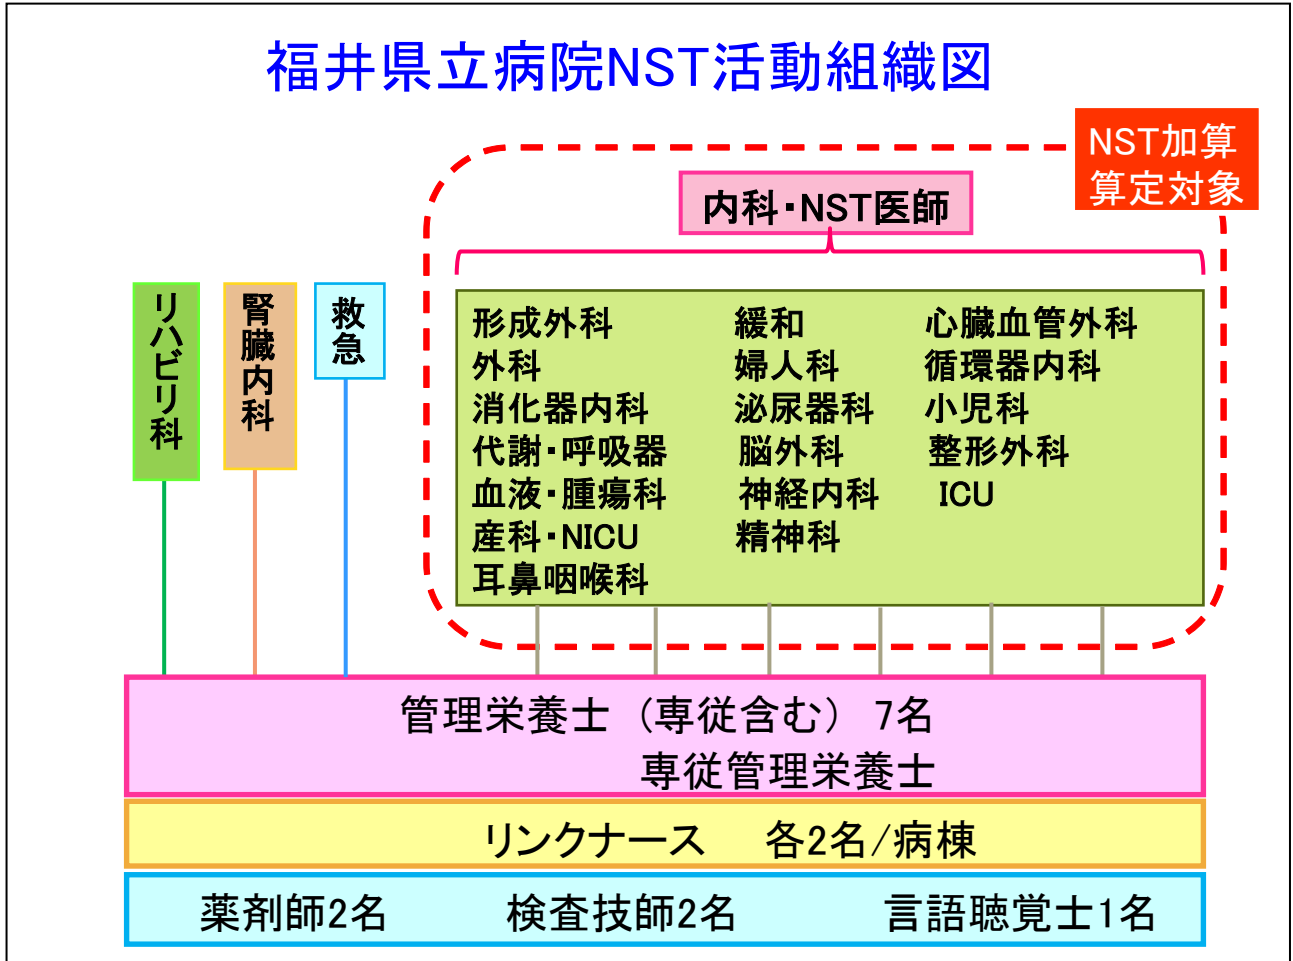 福井県立病院NST活動組織図
NST加算
算定対象
内科・NST医師
リハビリ科
腎臓内科
救急
形成外科 緩和 心臓血管外科
外科 婦人科 循環器内科
消化器内科 泌尿器科 小児科
代謝・呼吸器 脳外科 整形外科
血液・腫瘍科 神経内科 ICU
産科・NICU 精神科
耳鼻咽喉科
管理栄養士（専従含む） 7名
専従管理栄養士
リンクナース 各2名/病棟
薬剤師2名 検査技師2名 言語聴覚士1名